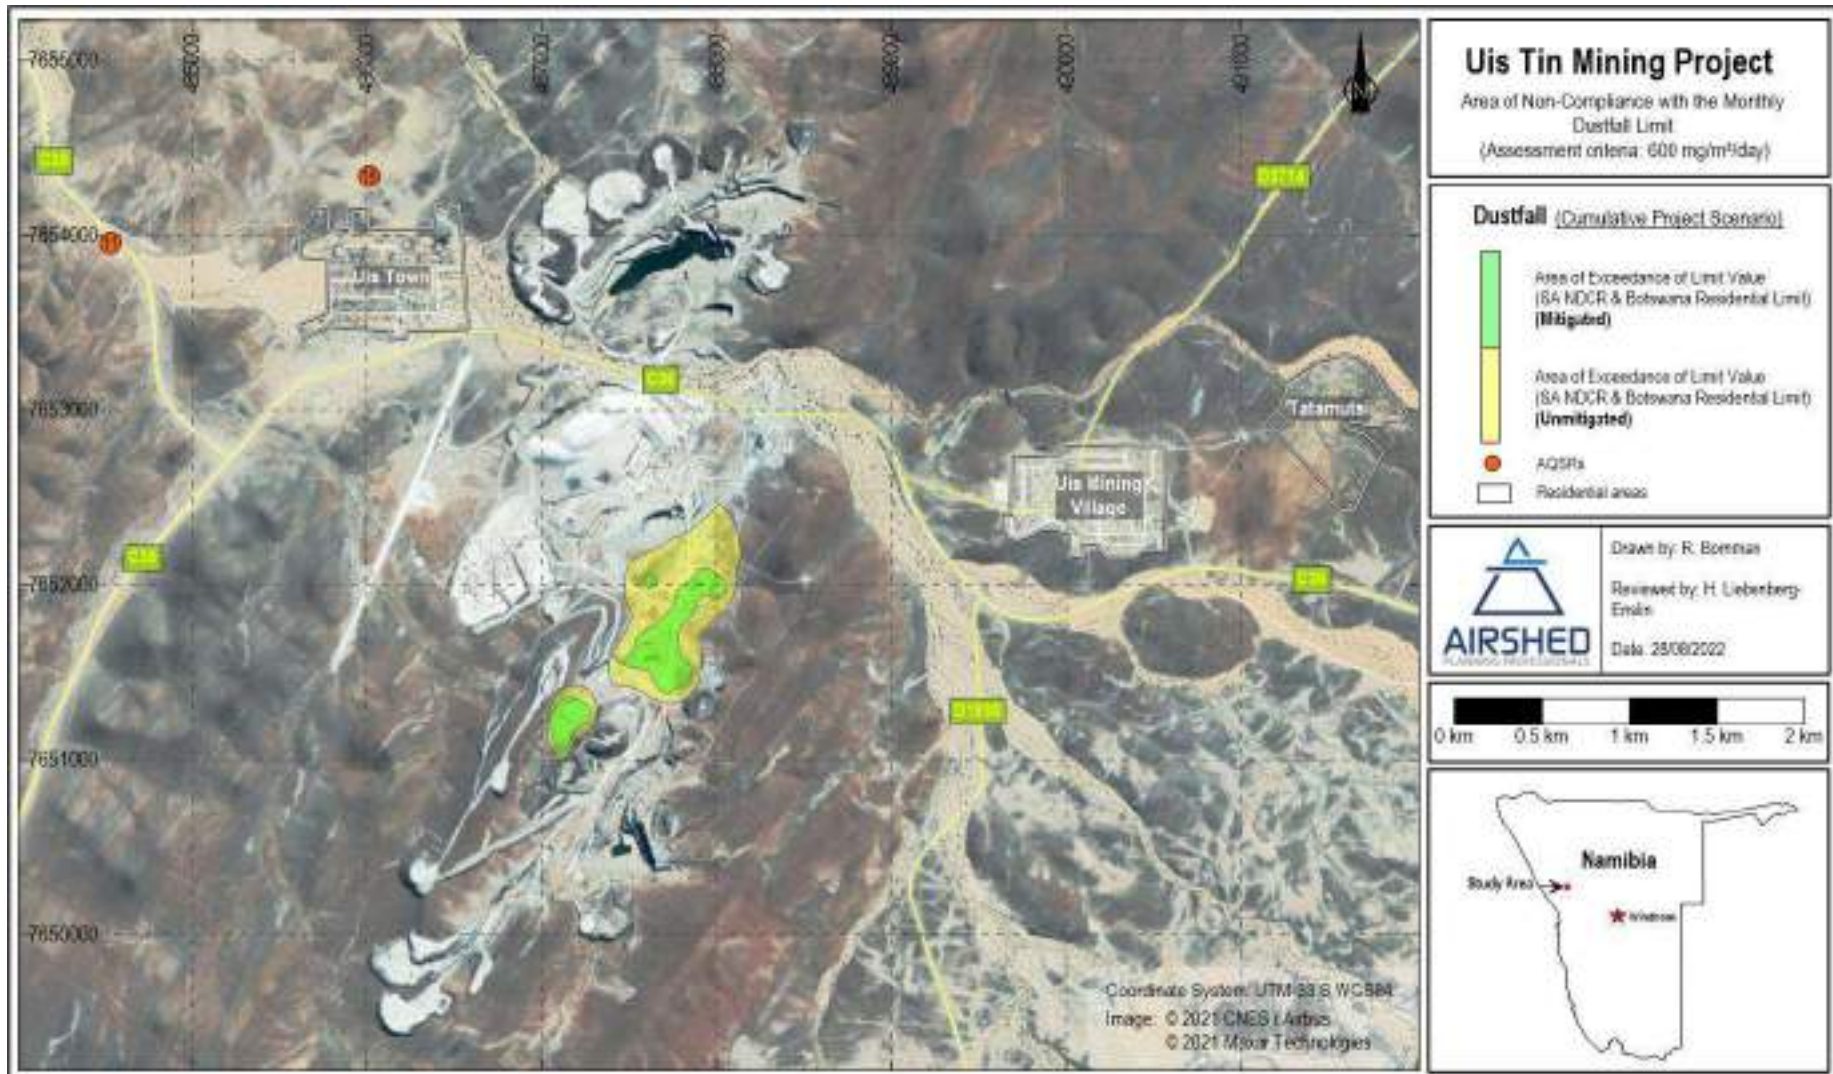 Uis Tin Mining Project
Area of Non-Compliance with the Monthly
Dustfall Limit
(Assessment criteria: 600 mg/m²/day)
Dustfall (Cumulative Project Scenario)
Area of Exceedance of Limit Value
(SA NDCR & Botswana Residential Limit)
(Mitigated)
Area of Exceedance of Limit Value
(SA NDCR & Botswana Residential Limit)
(Unmitigated)
AQSRs
Residential areas
AIRSHED
PLANNING PROFESSIONALS
Drawn by: R. Bornman
Reviewed by: H. Liebenberg-
Enslin
Date: 28/08/2022
0 km 0.5 km 1 km 1.5 km 2 km
Namibia
Study Area
Windhoek
7655000
7654000
7653000
7652000
7651000
7650000
Uis Town
Uis Mining
Village
Tatamutsi
C36
C36
Coordinate System: UTM-33 S WGS84
Image: © 2021 CNES / Airbus
© 2021 Maxar Technologies